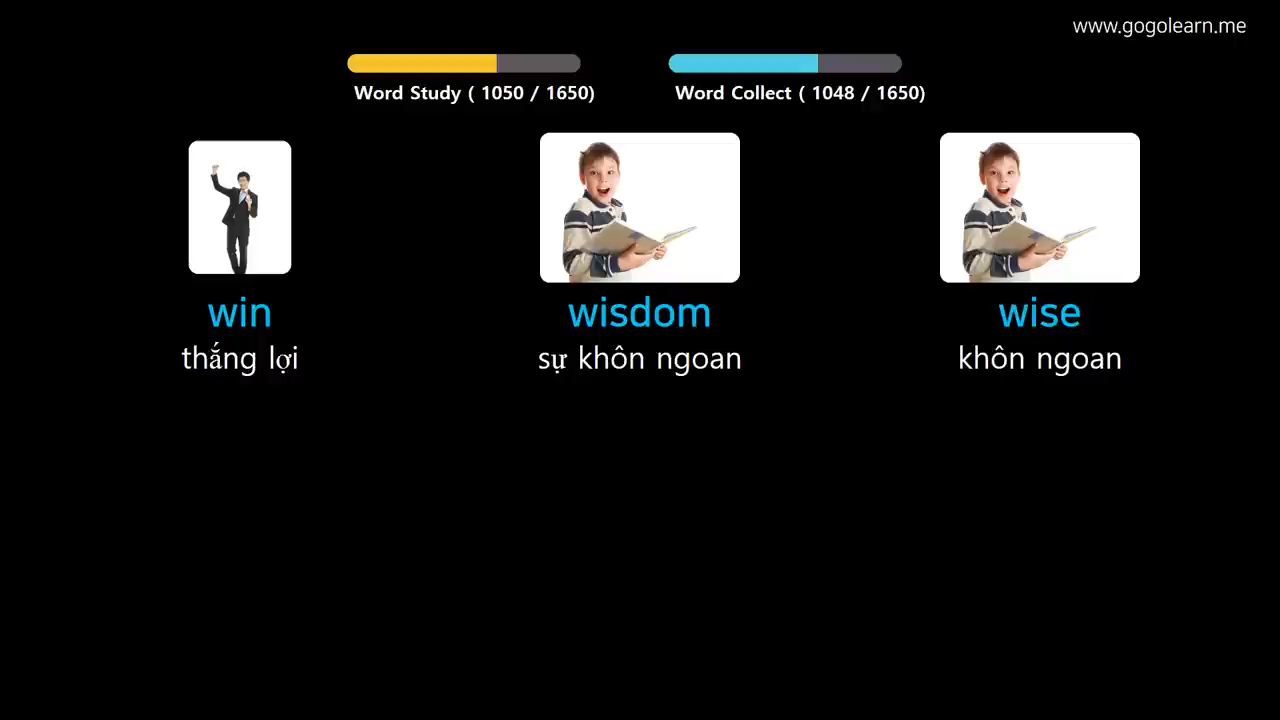 www.gogolearn.me
Word Study ( 1050 / 1650)
Word Collect ( 1048 / 1650)
win
wisdom
wise
thắng lợi
sự khôn ngoan
khôn ngoan